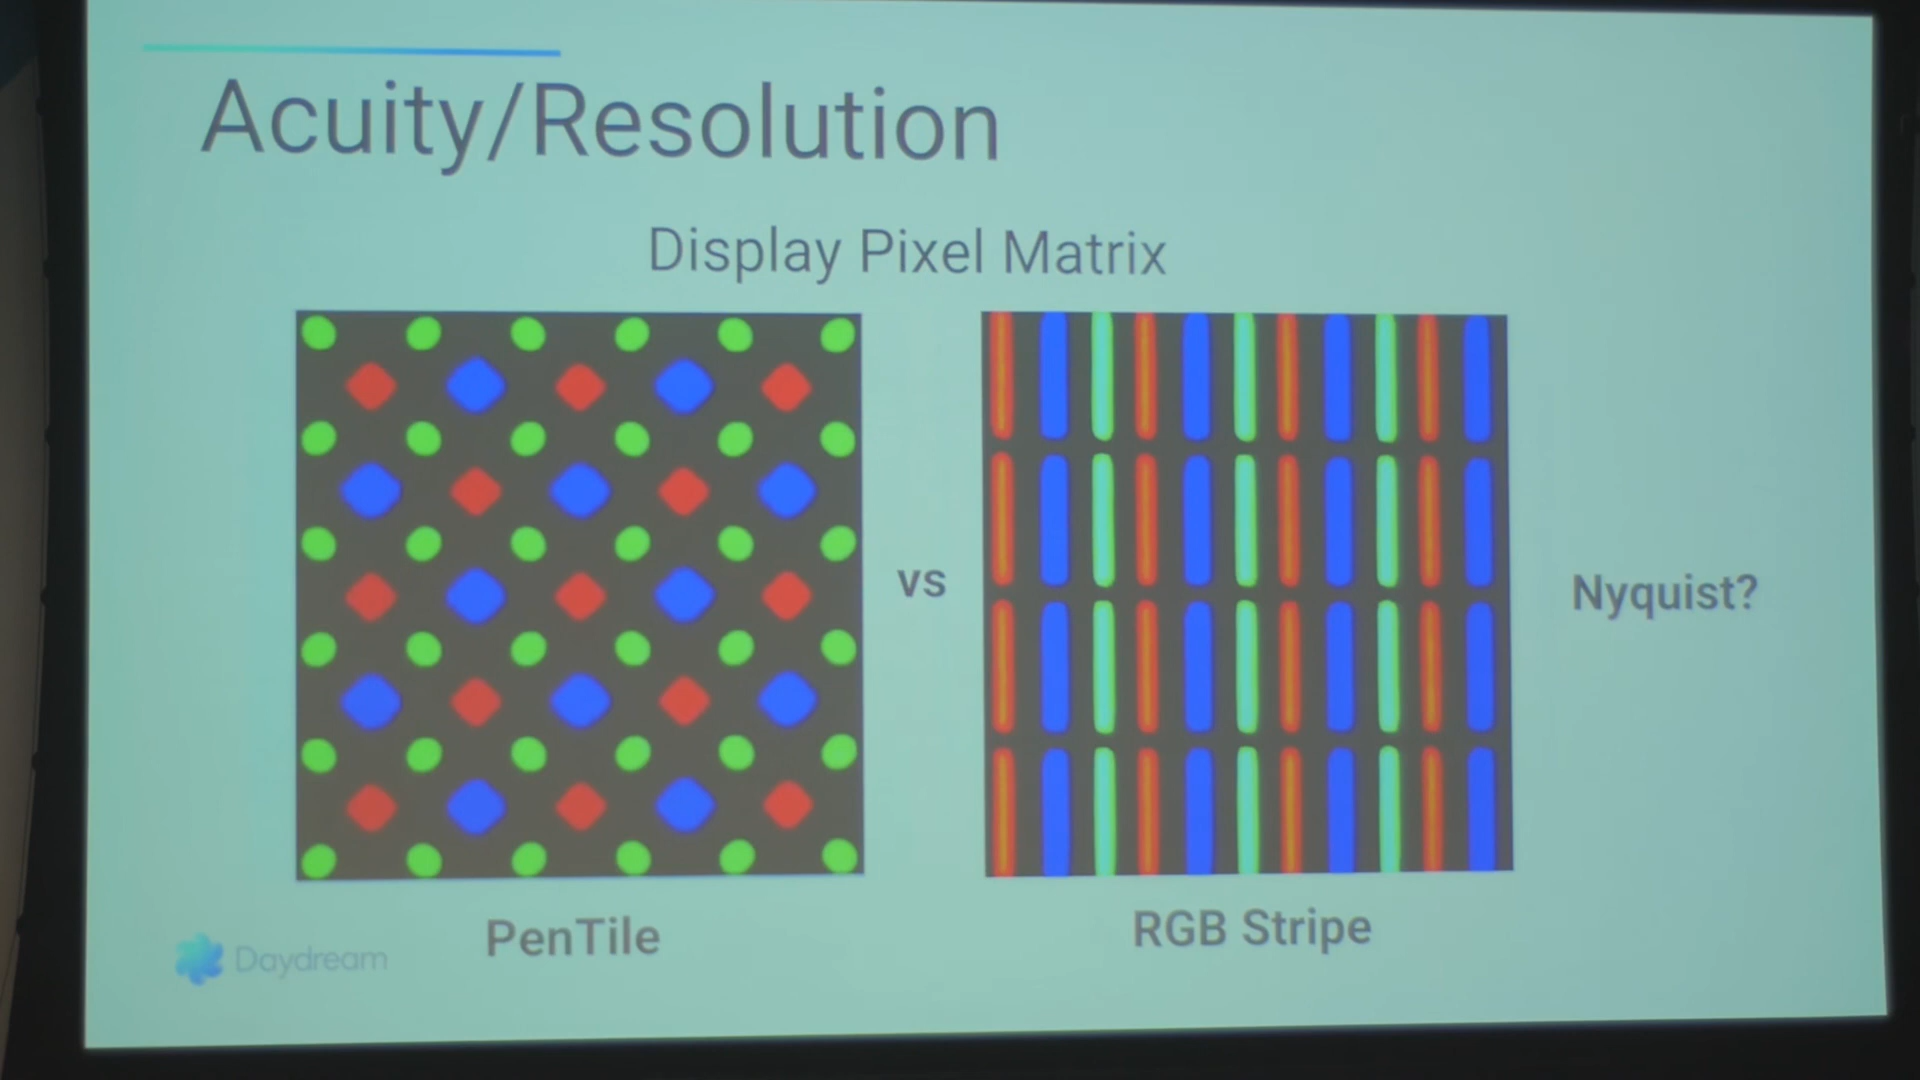 Acuity/Resolution
Display Pixel Matrix
vs
Nyquist?
PenTile
RGB Stripe
Daydream